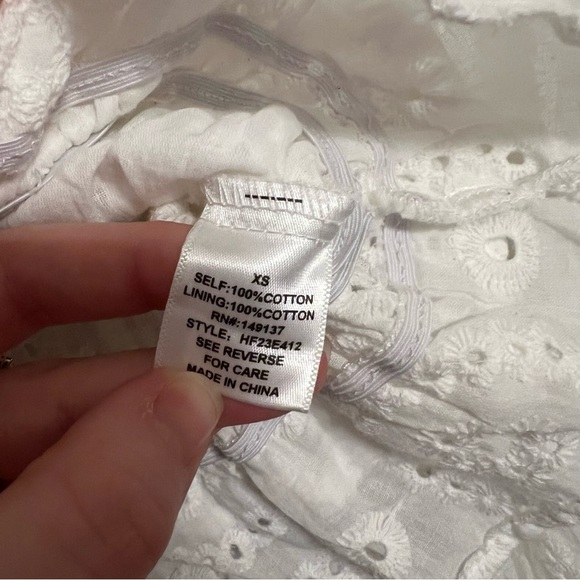 XS
SELF:100%COTTON
LINING:100%COTTON
RN#:149137
STYLE: HF23E412
SEE REVERSE
FOR CARE
MADE IN CHINA